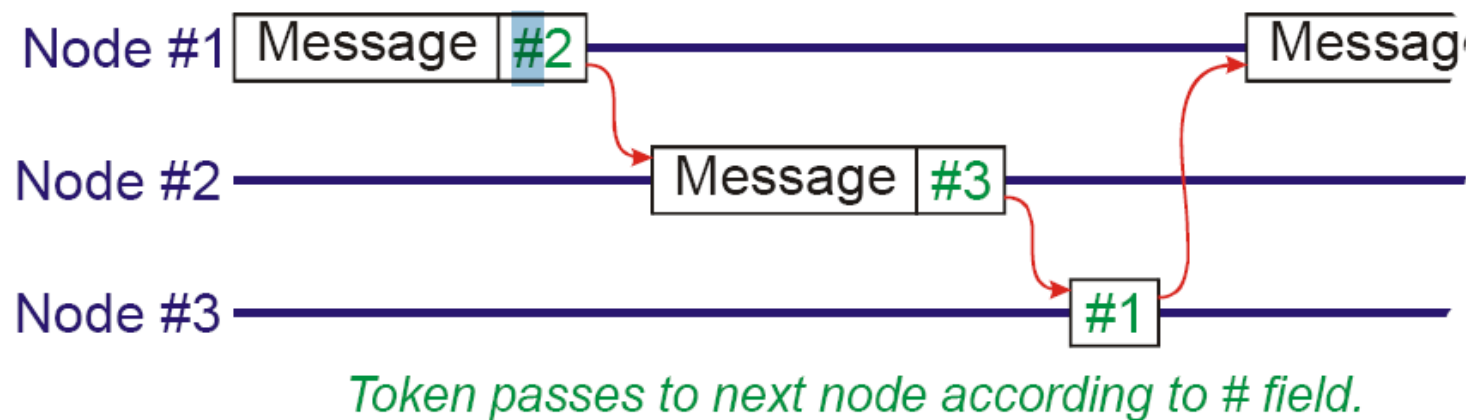 Node #1 Message #2 Messag
Node #2 Message #3
Node #3 #1
Token passes to next node according to # field.